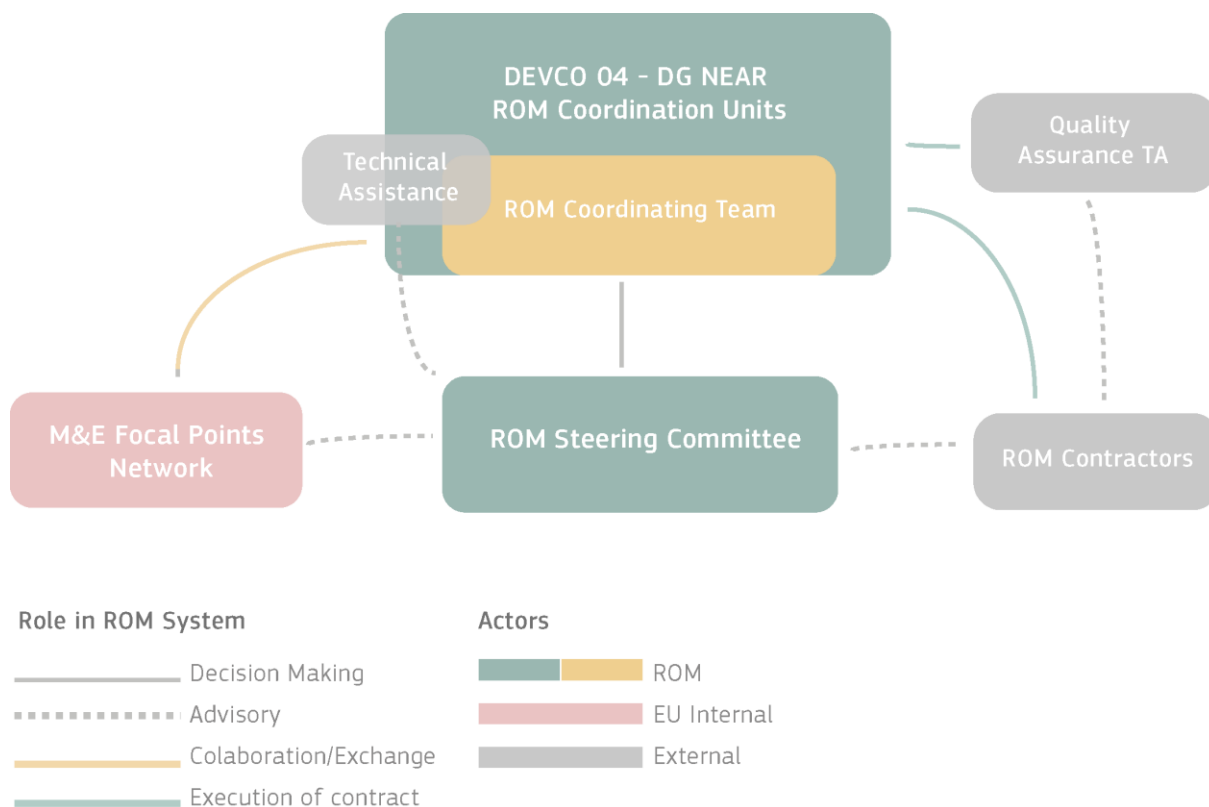 DEVCO 04 - DG NEAR
ROM Coordination Units
Technical
Assistance
ROM Coordinating Team
Quality
Assurance TA
M&E Focal Points
Network
ROM Steering Committee
ROM Contractors
Role in ROM System
Decision Making
Advisory
Colaboration/Exchange
Execution of contract
Actors
ROM
EU Internal
External